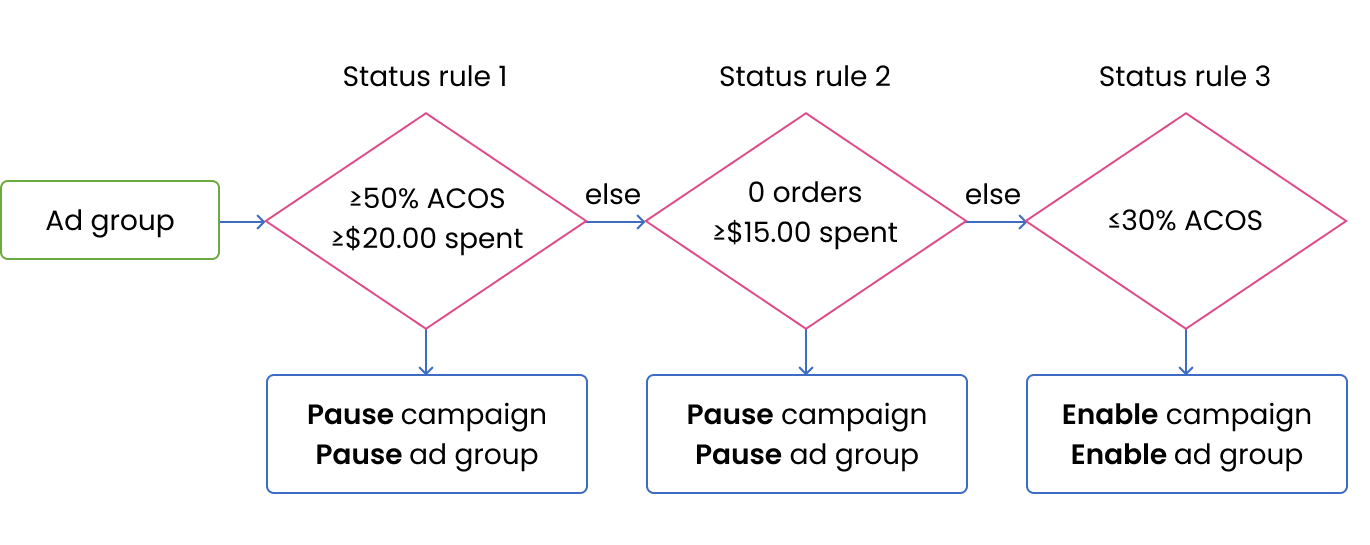 Status rule 1
Status rule 2
Status rule 3
Ad group
≥50% ACOS
≥$20.00 spent
else
0 orders
≥$15.00 spent
else
≤30% ACOS
Pause campaign
Pause ad group
Pause campaign
Pause ad group
Enable campaign
Enable ad group